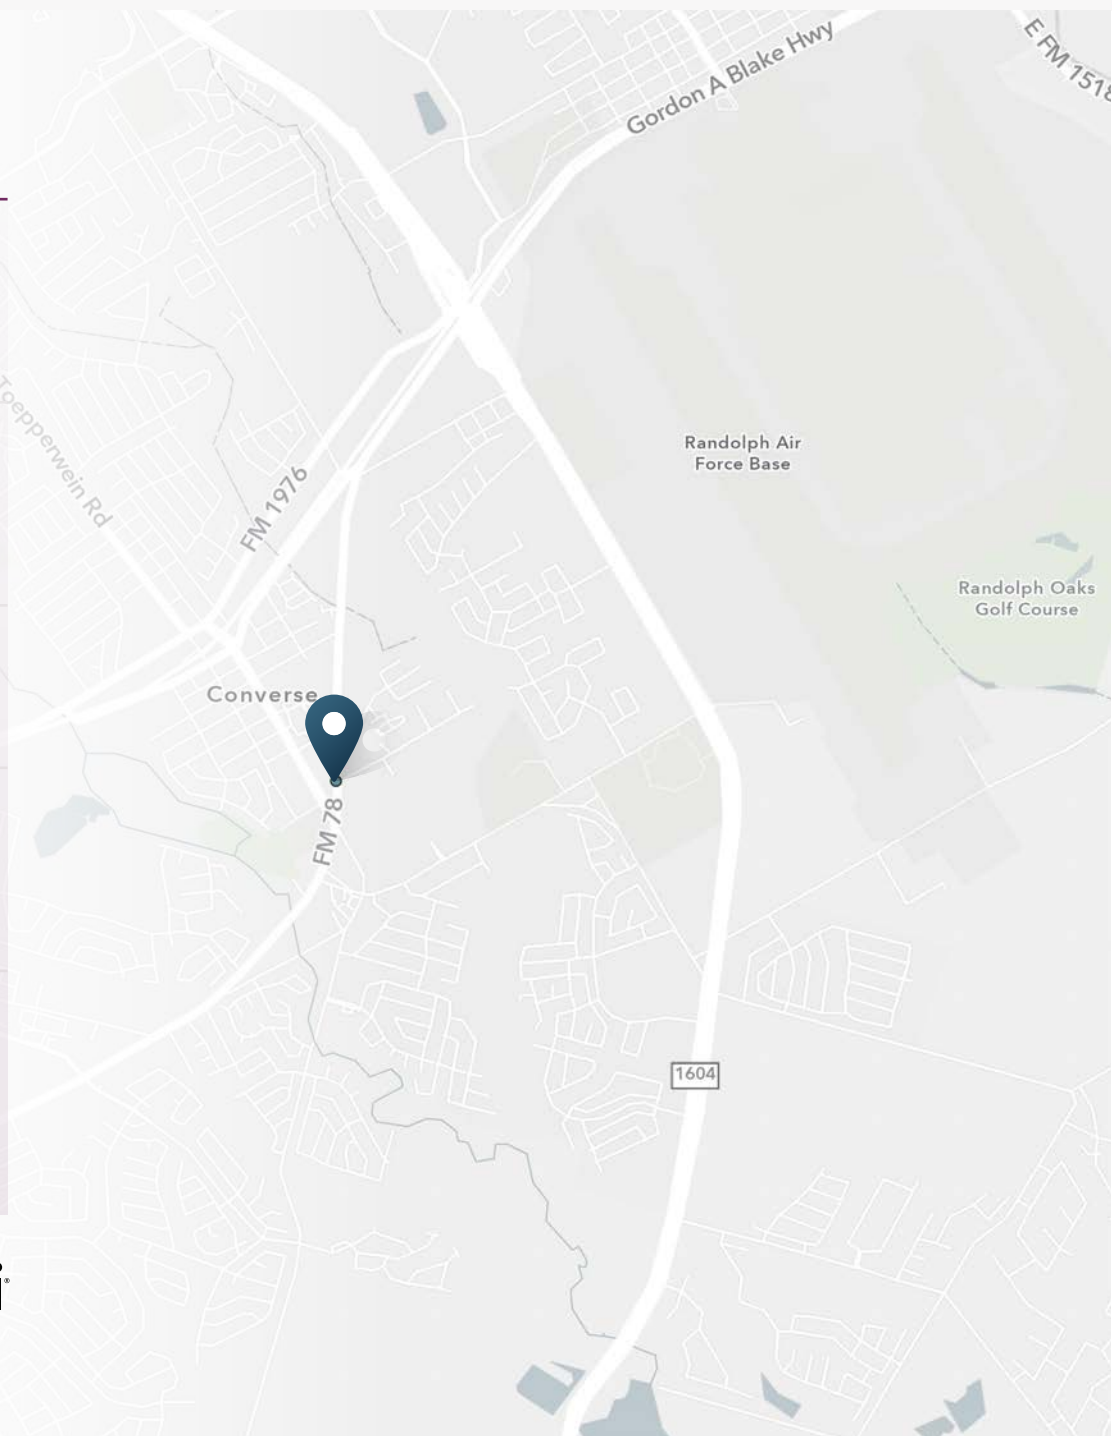 Gordon A Blake Hwy
E FM 1518
Toepperwein Rd
FM 1976
Randolph Air
Force Base
Randolph Oaks
Golf Course
Converse
FM 78
1604